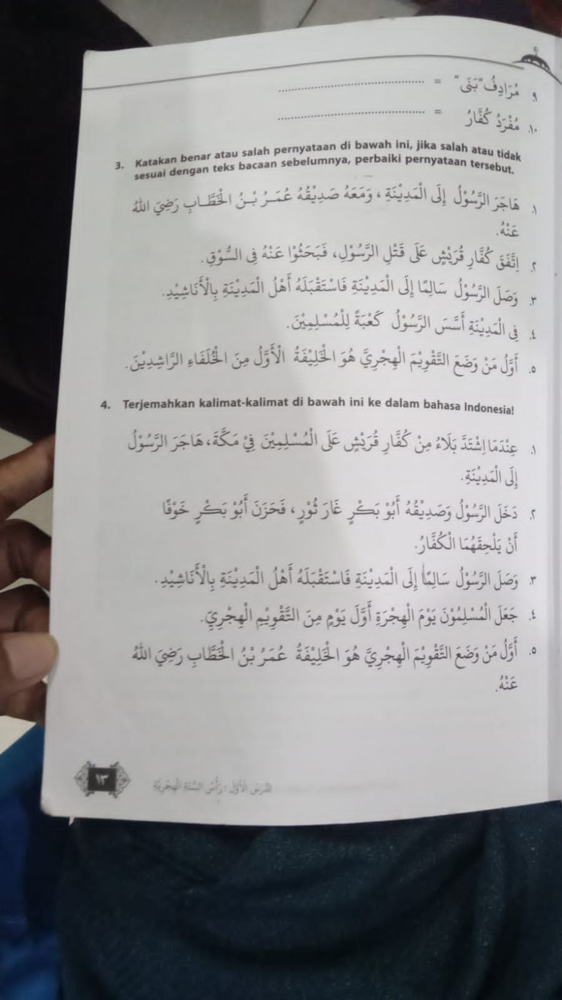 ٩. مُرَادِفُ "بَنَى" = ........................
١٠. مُفْرَدُ كُفَّارُ = ........................
3. Katakan benar atau salah pernyataan di bawah ini, jika salah atau tidak
sesuai dengan teks bacaan sebelumnya, perbaiki pernyataan tersebut.
١. هَاجَرَ الرَّسُوْلُ إِلَى الْمَدِيْنَةِ، وَمَعَهُ صَدِيْقُهُ عُمَرُ بْنُ الْخَطَّابِ رَضِيَ اللهُ
عَنْهُ.
٢. اِتَّفَقَ كُفَّارِ قُرَيْشٍ عَلَى قَتْلِ الرَّسُوْلِ، فَبَحَثُوْا عَنْهُ فِى السُّوْقِ.
٣. وَصَلَ الرَّسُوْلُ سَالِمًا إِلَى الْمَدِيْنَةِ فَاسْتَقْبَلَهُ أَهْلُ الْمَدِيْنَةِ بِالْأَنَاشِيْدِ.
٤. فِى الْمَدِيْنَةِ أَسَّسَ الرَّسُوْلُ كَعْبَةً لِلْمُسْلِمِيْنَ.
٥. أَوَّلُ مَنْ وَضَعَ التَّقْوِيْمَ الْهِجْرِيَّ هُوَ الْخَلِيْفَةُ الْأَوَّلُ مِنَ الْخُلَفَاءِ الرَّاشِدِيْنَ.
4. Terjemahkan kalimat-kalimat di bawah ini ke dalam bahasa Indonesia!
١. عِنْدَمَا اِشْتَدَّ بَلَاءُ مِنْ كُفَّارِ قُرَيْشٍ عَلَى الْمُسْلِمِيْنَ فِيْ مَكَّةَ، هَاجَرَ الرَّسُوْلُ
إِلَى الْمَدِيْنَةِ.
٢. دَخَلَ الرَّسُوْلُ وَصَدِيْقُهُ أَبُوْ بَكْرٍ غَارَ ثُوْرٍ، فَحَزَنَ أَبُوْ بَكْرٍ خَوْفًا
أَنْ يَلْحِقَهُمَا الْكُفَّارُ.
٣. وَصَلَ الرَّسُوْلُ سَالِمًا إِلَى الْمَدِيْنَةِ فَاسْتَقْبَلَهُ أَهْلُ الْمَدِيْنَةِ بِالْأَنَاشِيْدِ.
٤. جَعَلَ الْمُسْلِمُوْنَ يَوْمَ الْهِجْرَةِ أَوَّلَ يَوْمٍ مِنَ التَّقْوِيْمِ الْهِجْرِيِّ.
٥. أَوَّلُ مَنْ وَضَعَ التَّقْوِيْمَ الْهِجْرِيَّ هُوَ الْخَلِيْفَةُ عُمَرُ بْنُ الْخَطَّابِ رَضِيَ اللهُ
عَنْهُ.
الدرس الأول : رَأْسُ السَّنَةِ الْهِجْرِيَّةِ
١٣